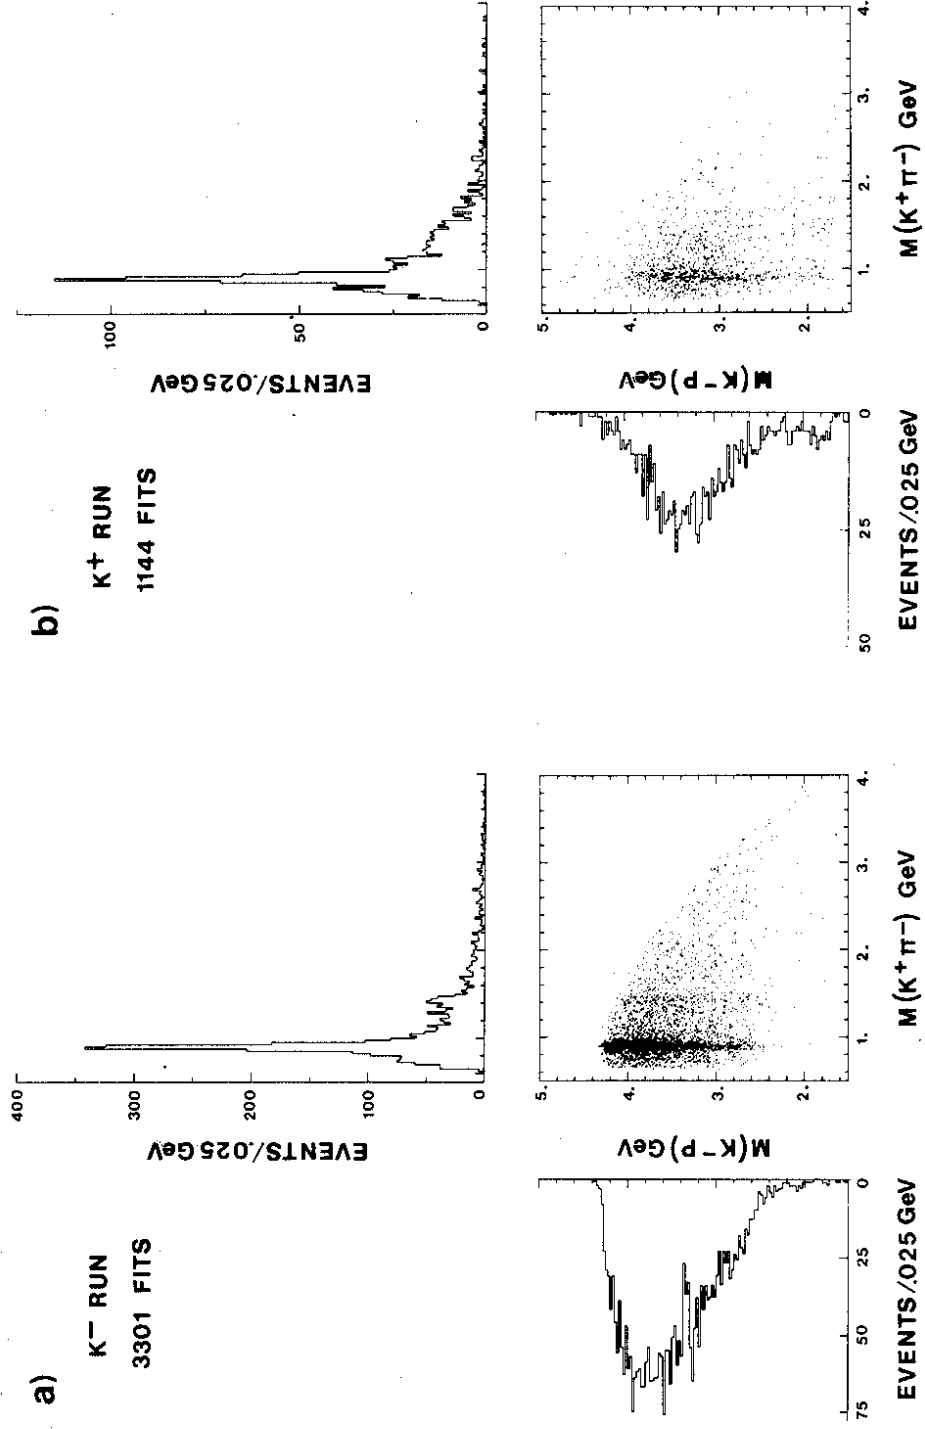 a)
K⁻ RUN
3301 FITS
EVENTS/.025 GeV
400
300
200
100
0
M(K⁻P) GeV
5.
4.
3.
2.
1.
2.
3.
4.
M(K⁺π⁻) GeV
0
25
50
75
EVENTS/.025 GeV
b)
K⁺ RUN
1144 FITS
EVENTS/.025 GeV
100
50.
0
M(K⁻P) GeV
5.
4.
3.
2.
1.
2.
3.
4.
M(K⁺π⁻) GeV
0
25
50
EVENTS/.025 GeV